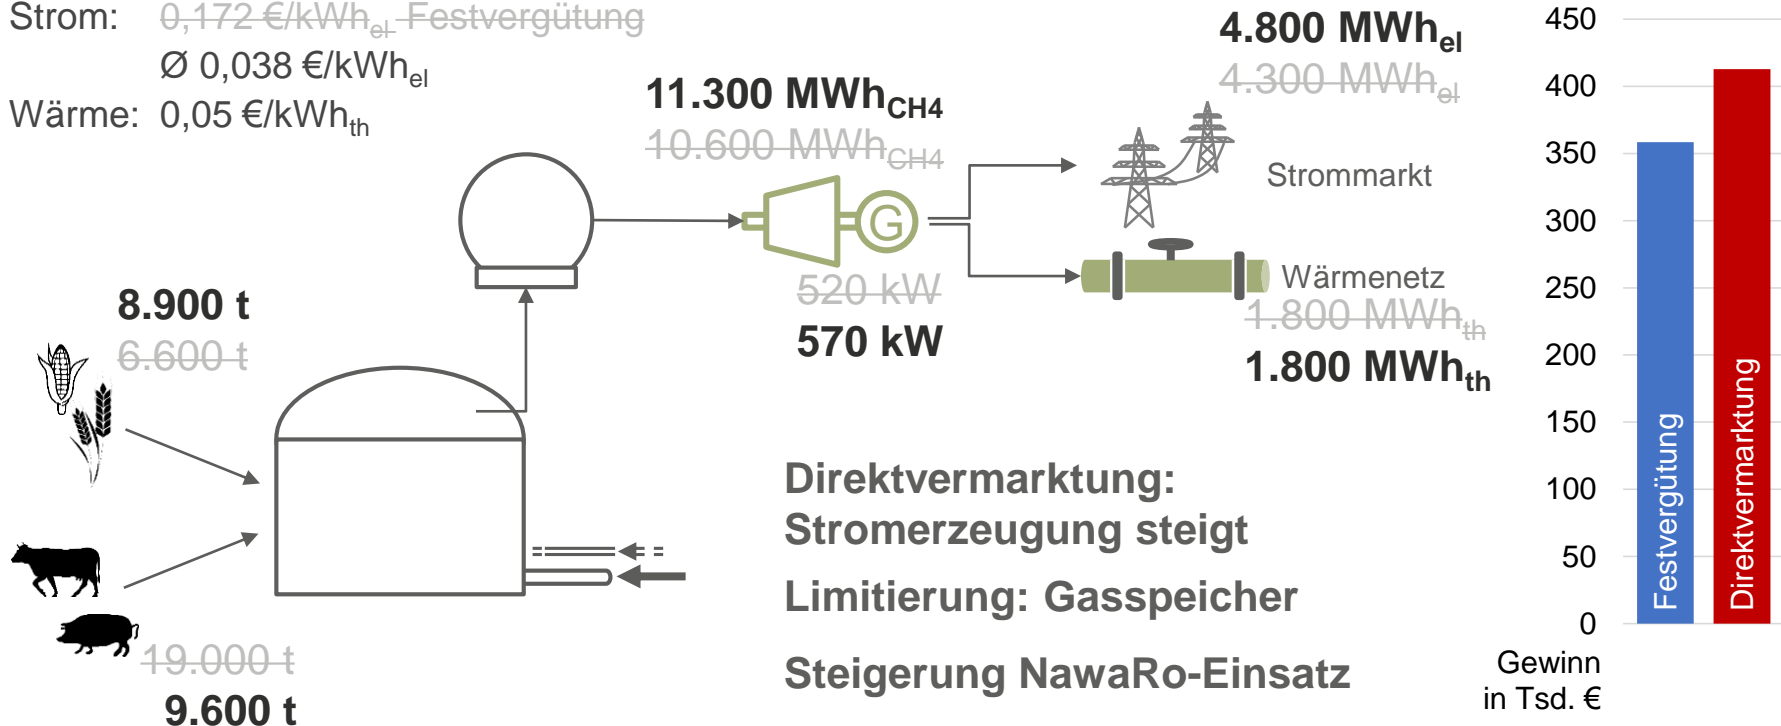 Strom: 0,172 €/kWhel Festvergütung
Ø 0,038 €/kWhel
Wärme: 0,05 €/kWhth
11.300 MWhCH4
10.600 MWhCH4
4.800 MWhel
4.300 MWhel
Strommarkt
G
Wärmenetz
1.800 MWhth
1.800 MWhth
520 kW
570 kW
8.900 t
6.600 t
19.000 t
9.600 t
Direktvermarktung:
Stromerzeugung steigt
Limitierung: Gasspeicher
Steigerung NawaRo-Einsatz
450
400
350
300
250
200
150
100
50
0
Festvergütung
Direktvermarktung
Gewinn
in Tsd. €